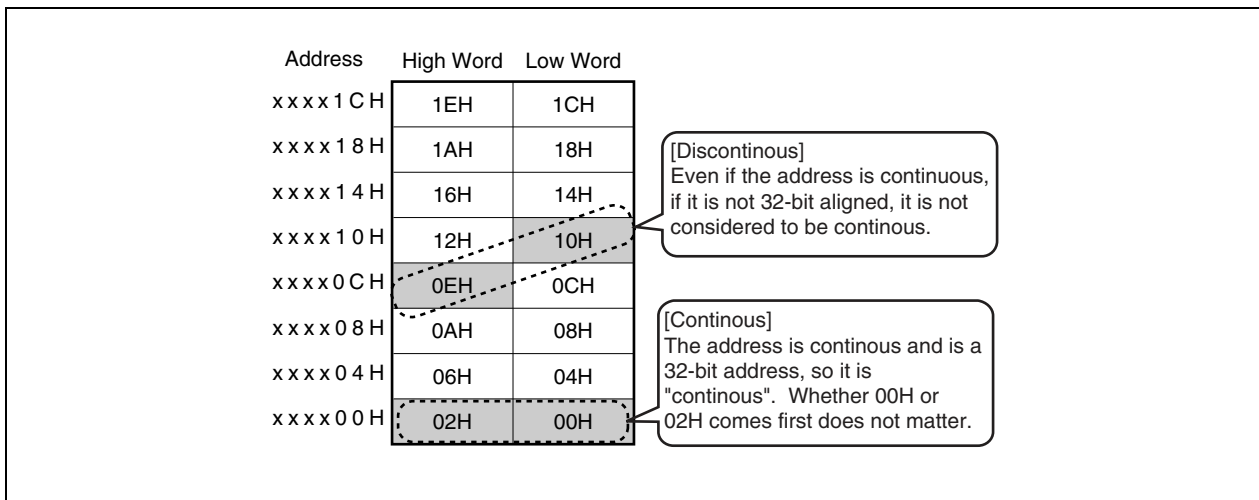 Address High Word Low Word
xxxx1CH 1EH 1CH
xxxx18H 1AH 18H
xxxx14H 16H 14H
xxxx10H 12H 10H
xxxx0CH 0EH 0CH
xxxx08H 0AH 08H
xxxx04H 06H 04H
xxxx00H 02H 00H
[Discontinous]
Even if the address is continuous,
if it is not 32-bit aligned, it is not
considered to be continous.
[Continous]
The address is continous and is a
32-bit address, so it is
"continous". Whether 00H or
02H comes first does not matter.